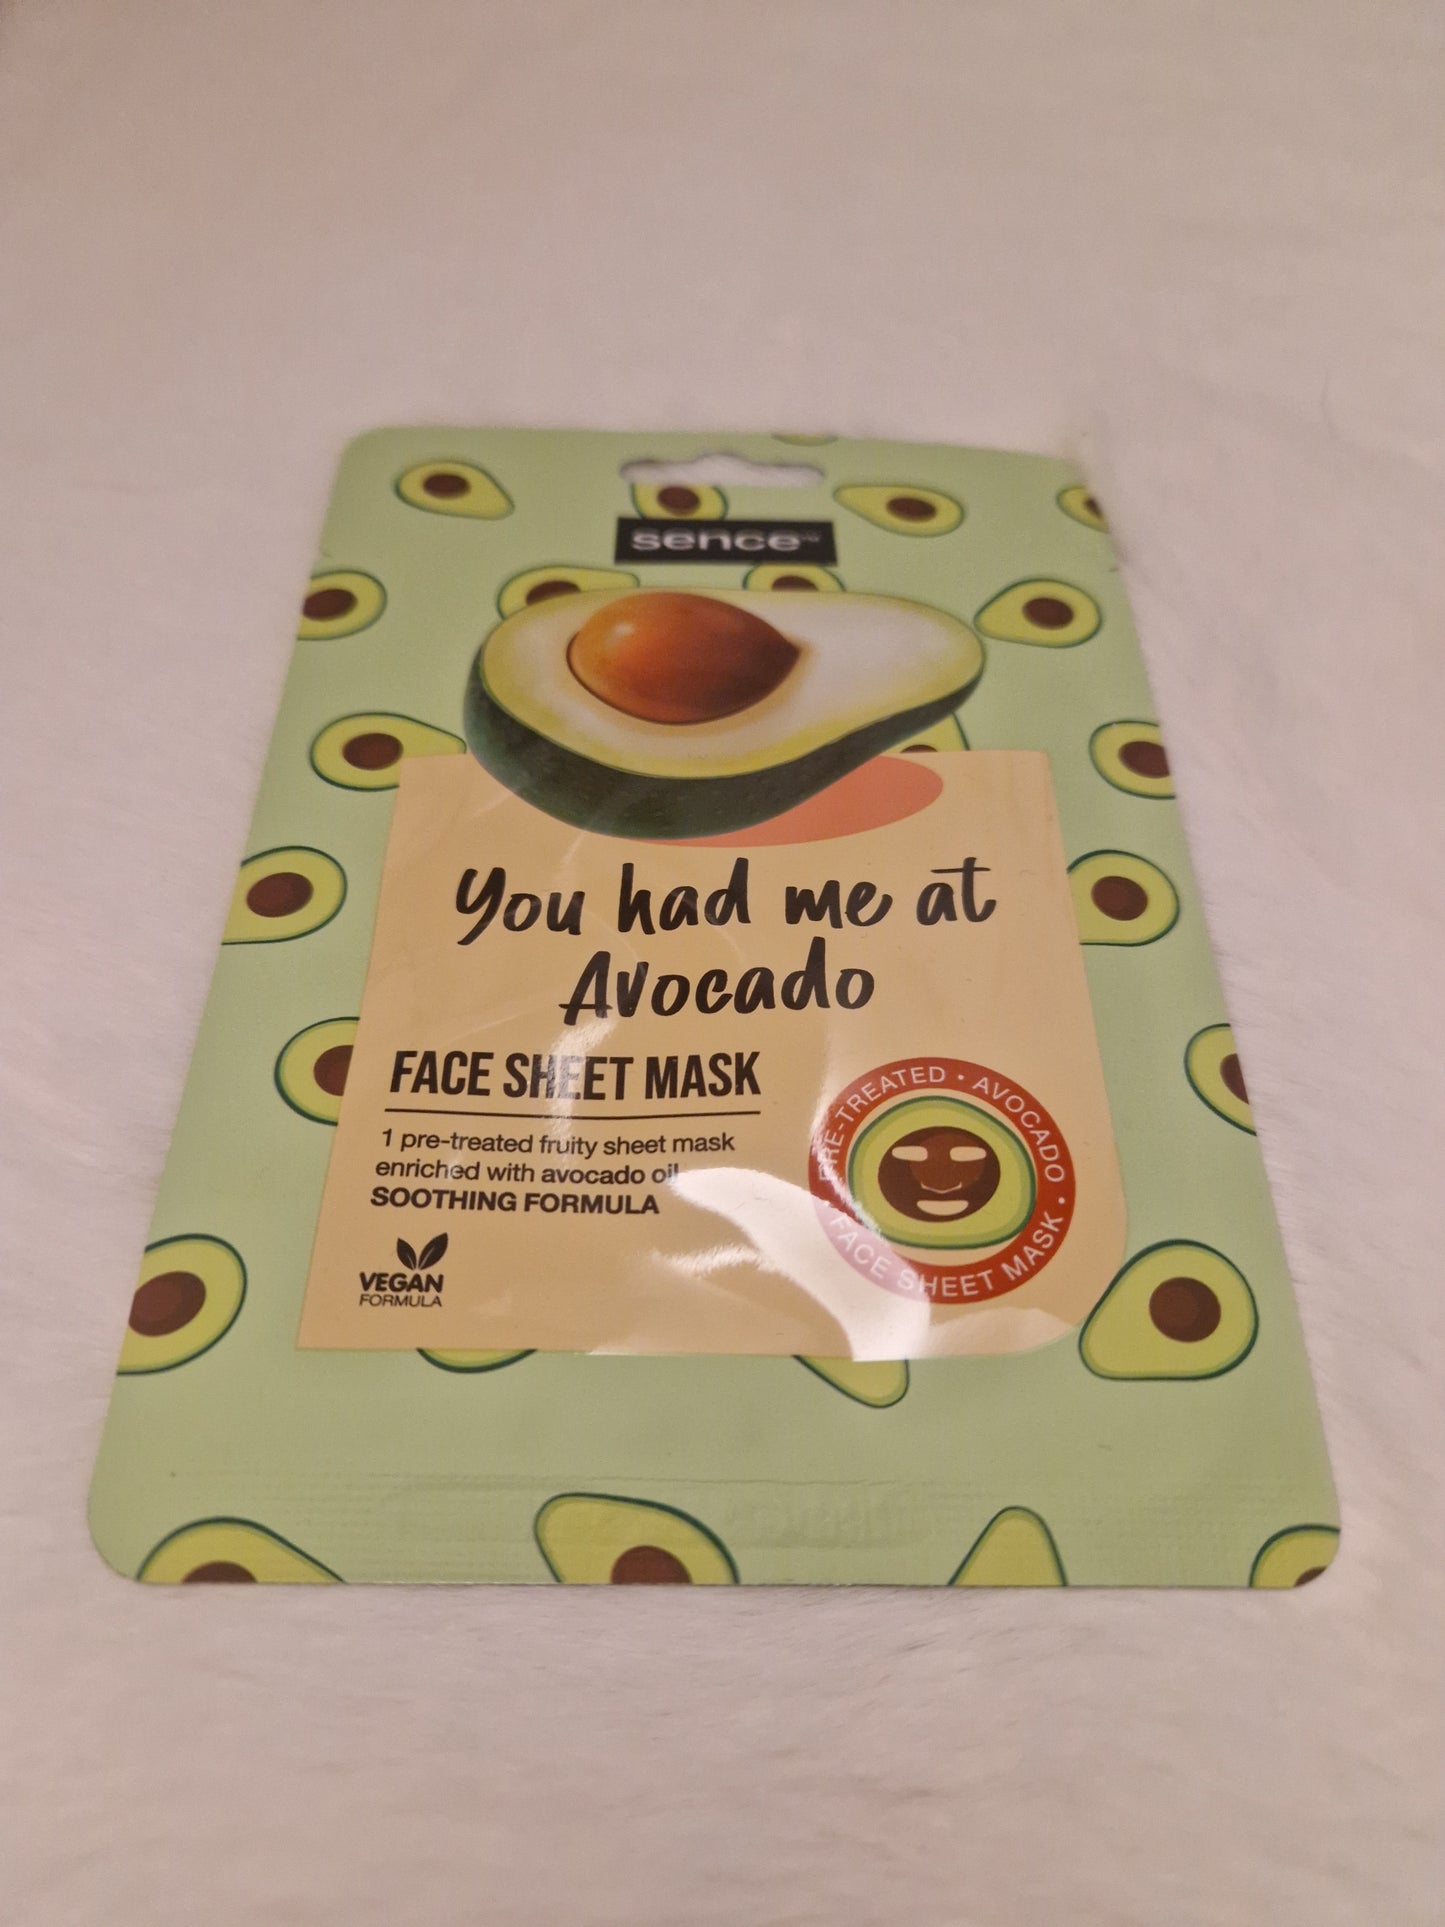 sence™
You had me at
Avocado
FACE SHEET MASK
1 pre-treated fruity sheet mask
enriched with avocado oil
SOOTHING FORMULA
VEGAN
FORMULA
PRE-TREATED • AVOCADO •
FACE SHEET MASK